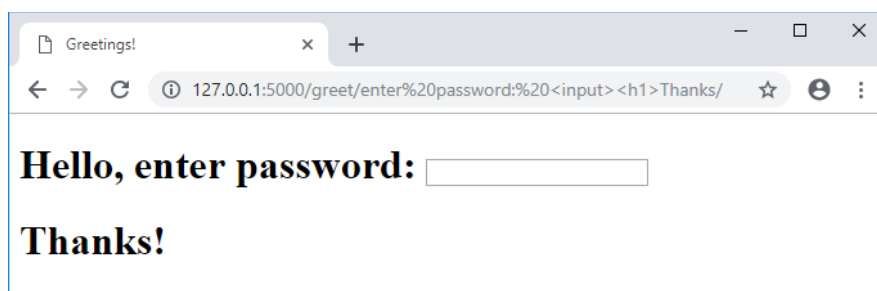 Greetings!
127.0.0.1:5000/greet/enter%20password:%20<input><h1>Thanks/
Hello, enter password:
Thanks!